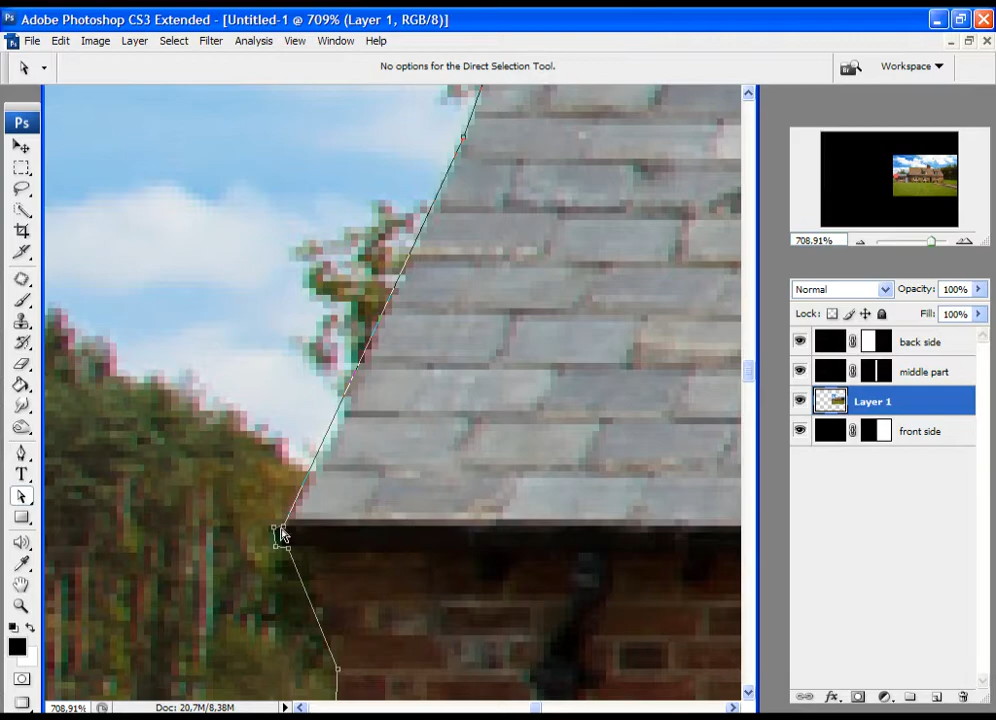 Adobe Photoshop CS3 Extended - [Untitled-1 @ 709% (Layer 1, RGB/8)]
File Edit Image Layer Select Filter Analysis View Window Help
No options for the Direct Selection Tool.
Workspace
Ps
708.91%
Normal Opacity: 100%
Lock: Fill: 100%
back side
middle part
Layer 1
front side
T
fx
708,91% Doc: 20,7M/8,38M